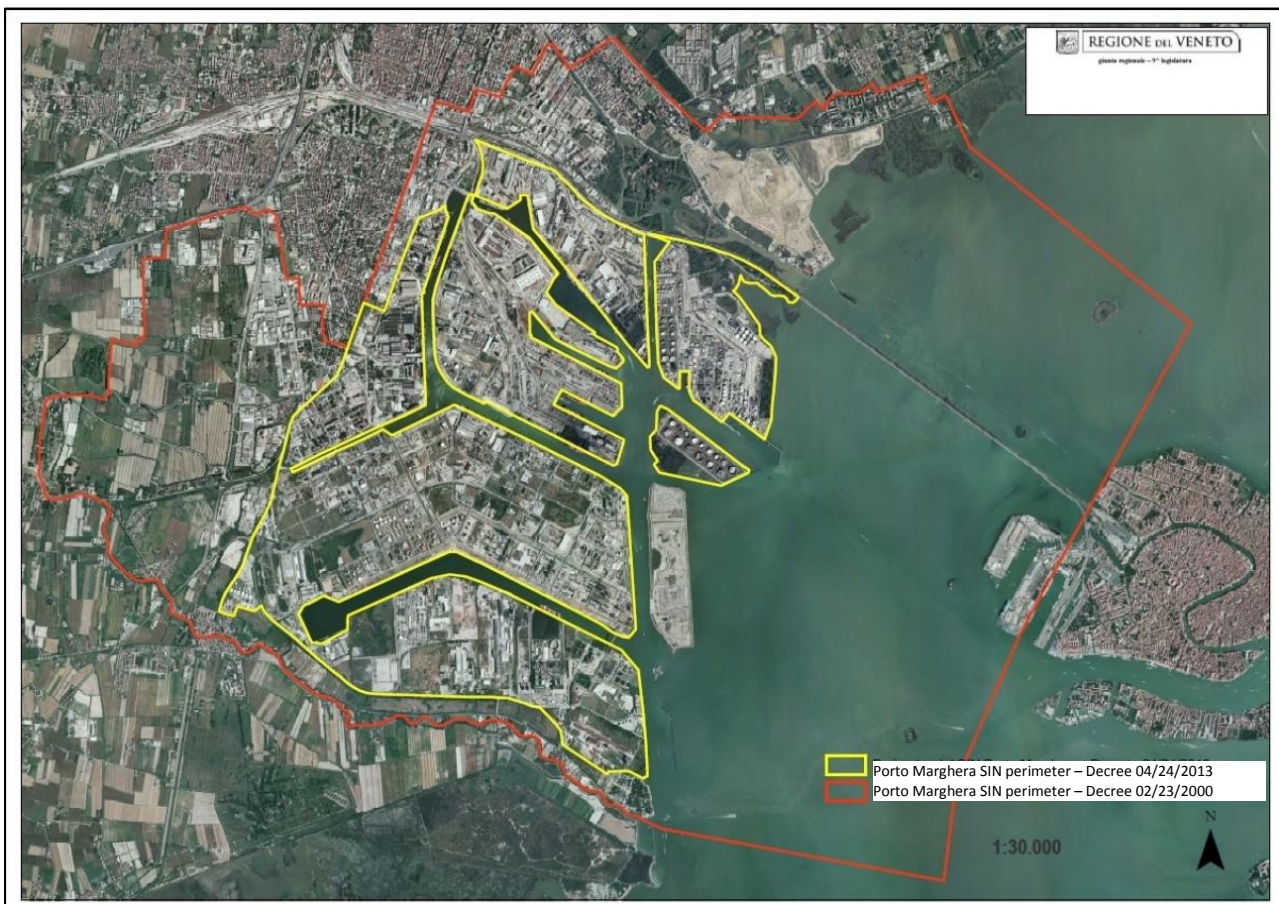 REGIONE DEL VENETO
giunta regionale – 9ª legislatura
Porto Marghera SIN perimeter – Decree 04/24/2013
Porto Marghera SIN perimeter – Decree 02/23/2000
N
1:30.000